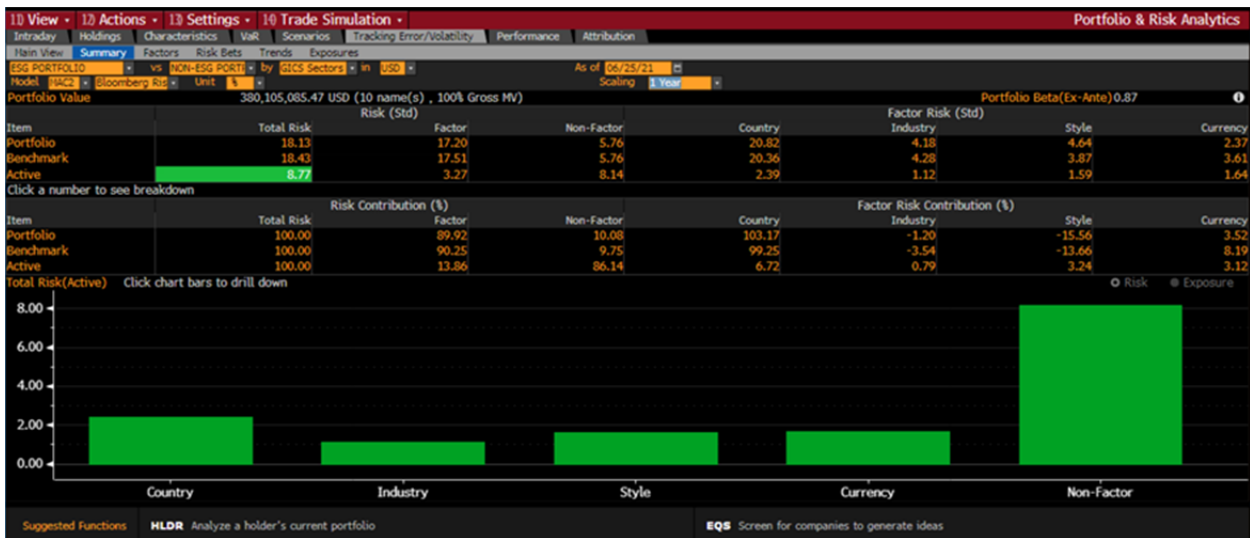 11) View 12) Actions 13) Settings 14) Trade Simulation Portfolio & Risk Analytics
Intraday Holdings Characteristics VaR Scenarios Tracking Error/Volatility Performance Attribution
Main View Summary Factors Risk Bets Trends Exposures
ESG PORTFOLIO vs NON-ESG PORTI by GICS Sectors in USD As of 06/25/21
Model MAC2 Bloomberg Ris Unit % Scaling 1 Year
Portfolio Value 380,105,085.47 USD (10 name(s) , 100% Gross MV) Portfolio Beta(Ex-Ante) 0.87
Risk (Std) Factor Risk (Std)
Item Total Risk Factor Non-Factor Country Industry Style Currency
Portfolio 18.13 17.20 5.76 20.82 4.18 4.64 2.37
Benchmark 18.43 17.51 5.76 20.36 4.28 3.87 3.61
Active 8.77 3.27 8.14 2.39 1.12 1.59 1.64
Click a number to see breakdown
Risk Contribution (%) Factor Risk Contribution (%)
Item Total Risk Factor Non-Factor Country Industry Style Currency
Portfolio 100.00 89.92 10.08 103.17 -1.20 -15.56 3.52
Benchmark 100.00 90.25 9.75 99.25 -3.54 -13.66 8.19
Active 100.00 13.86 86.14 6.72 0.79 3.24 3.12
Total Risk(Active) Click chart bars to drill down Risk Exposure
8.00
6.00
4.00
2.00
0.00
Country Industry Style Currency Non-Factor
Suggested Functions HLDR Analyze a holder's current portfolio EQS Screen for companies to generate ideas